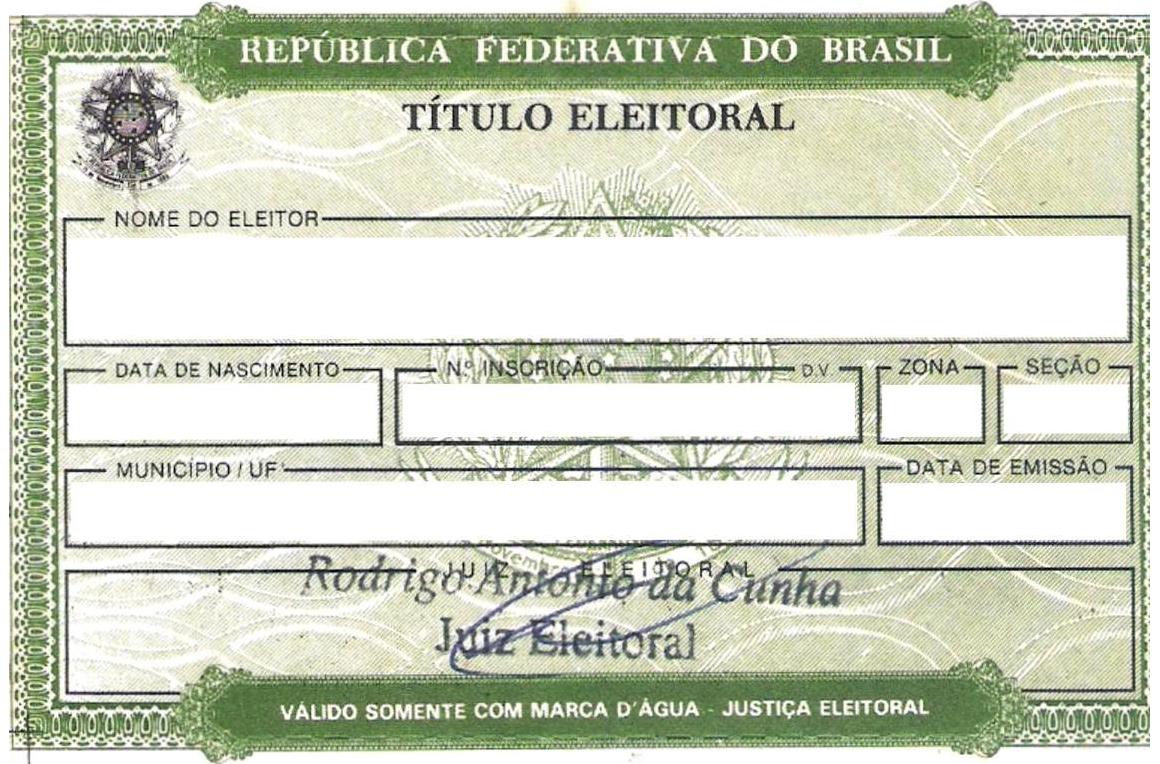 REPÚBLICA FEDERATIVA DO BRASIL
TÍTULO ELEITORAL
NOME DO ELEITOR
DATA DE NASCIMENTO
N.º INSCRIÇÃO D.V
ZONA
SEÇÃO
MUNICÍPIO / UF
DATA DE EMISSÃO
JUIZ ELEITORAL
Rodrigo Antonio da Cunha
Juiz Eleitoral
VÁLIDO SOMENTE COM MARCA D'ÁGUA - JUSTIÇA ELEITORAL